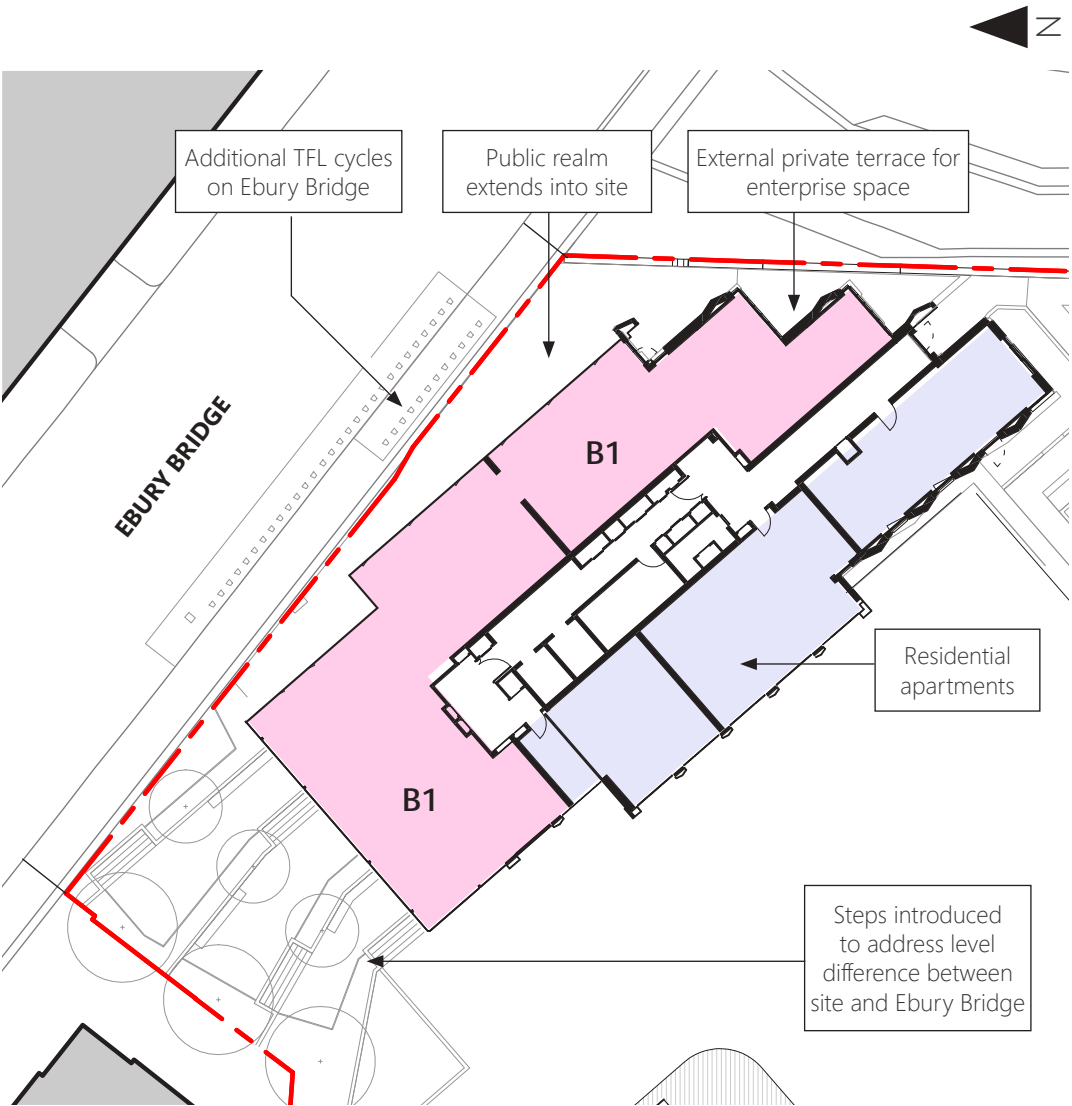 N
Additional TFL cycles
on Ebury Bridge
Public realm
extends into site
External private terrace for
enterprise space
EBURY BRIDGE
B1
Residential
apartments
B1
Steps introduced
to address level
difference between
site and Ebury Bridge